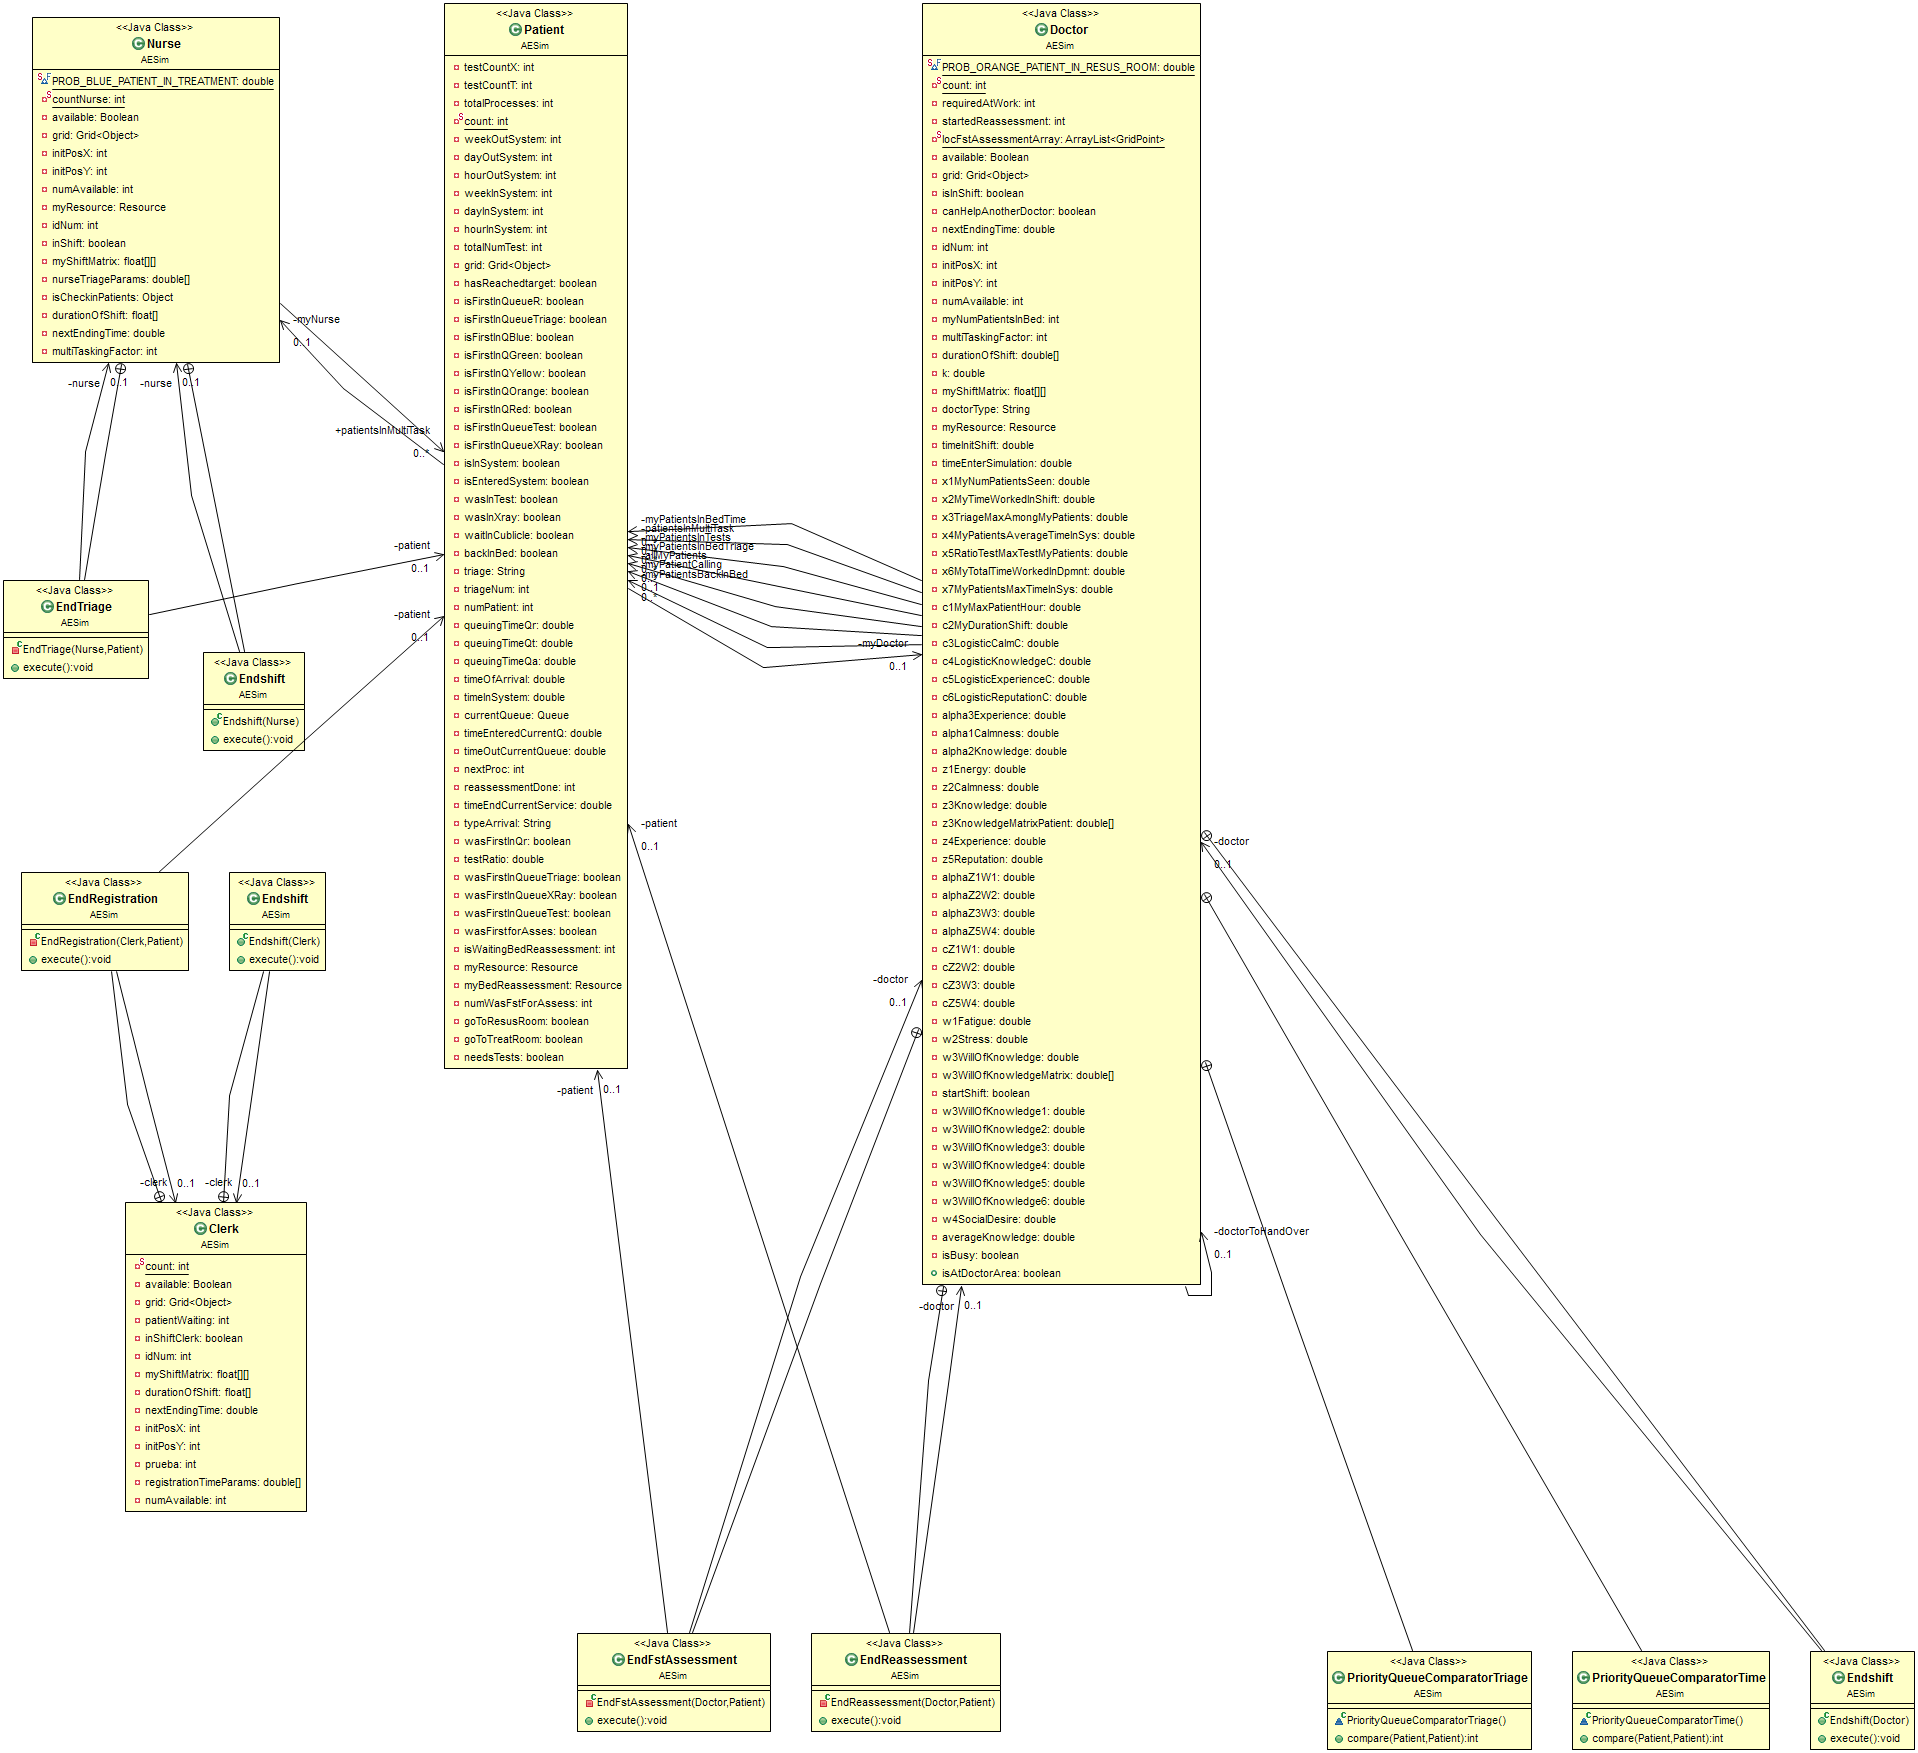 <<Java Class>>
Nurse
AESim
PROB_BLUE_PATIENT_IN_TREATMENT: double
countNurse: int
available: Boolean
grid: Grid<Object>
initPosX: int
initPosY: int
numAvailable: int
myResource: Resource
idNum: int
inShift: boolean
myShiftMatrix: float[][]
nurseTriageParams: double[]
isCheckinPatients: Object
durationOfShift: float[]
nextEndingTime: double
multiTaskingFactor: int
<<Java Class>>
Patient
AESim
testCountX: int
testCountT: int
totalProcesses: int
count: int
weekOutSystem: int
dayOutSystem: int
hourOutSystem: int
weekInSystem: int
dayInSystem: int
hourInSystem: int
totalNumTest: int
grid: Grid<Object>
hasReachedtarget: boolean
isFirstInQueueR: boolean
isFirstInQueueTriage: boolean
isFirstInQBlue: boolean
isFirstInQGreen: boolean
isFirstInQYellow: boolean
isFirstInQOrange: boolean
isFirstInQRed: boolean
isFirstInQueueTest: boolean
isFirstInQueueXRay: boolean
isInSystem: boolean
isEnteredSystem: boolean
wasInTest: boolean
wasInXray: boolean
waitInCublicle: boolean
backInBed: boolean
triage: String
triageNum: int
numPatient: int
queuingTimeQr: double
queuingTimeQt: double
queuingTimeQa: double
timeOfArrival: double
timeInSystem: double
currentQueue: Queue
timeEnteredCurrentQ: double
timeOutCurrentQueue: double
nextProc: int
reassessmentDone: int
timeEndCurrentService: double
typeArrival: String
wasFirstInQr: boolean
testRatio: double
wasFirstInQueueTriage: boolean
wasFirstInQueueXRay: boolean
wasFirstInQueueTest: boolean
wasFirstforAsses: boolean
isWaitingBedReassessment: int
myResource: Resource
myBedReassessment: Resource
numWasFstForAssess: int
goToResusRoom: boolean
goToTreatRoom: boolean
needsTests: boolean
<<Java Class>>
Doctor
AESim
PROB_ORANGE_PATIENT_IN_RESUS_ROOM: double
count: int
requiredAtWork: int
startedReassessment: int
locFstAssessmentArray: ArrayList<GridPoint>
available: Boolean
grid: Grid<Object>
isInShift: boolean
canHelpAnotherDoctor: boolean
nextEndingTime: double
idNum: int
initPosX: int
initPosY: int
numAvailable: int
myNumPatientsInBed: int
multiTaskingFactor: int
durationOfShift: double[]
k: double
myShiftMatrix: float[][]
doctorType: String
myResource: Resource
timeInitShift: double
timeEnterSimulation: double
x1MyNumPatientsSeen: double
x2MyTimeWorkedInShift: double
x3TriageMaxAmongMyPatients: double
x4MyPatientsAverageTimeInSys: double
x5RatioTestMaxTestMyPatients: double
x6MyTotalTimeWorkedInDpmnt: double
x7MyPatientsMaxTimeInSys: double
c1MyMaxPatientHour: double
c2MyDurationShift: double
c3LogisticCalmC: double
c4LogisticKnowledgeC: double
c5LogisticExperienceC: double
c6LogisticReputationC: double
alpha3Experience: double
alpha1Calmness: double
alpha2Knowledge: double
z1Energy: double
z2Calmness: double
z3Knowledge: double
z3KnowledgeMatrixPatient: double[]
z4Experience: double
z5Reputation: double
alphaZ1W1: double
alphaZ2W2: double
alphaZ3W3: double
alphaZ5W4: double
cZ1W1: double
cZ2W2: double
cZ3W3: double
cZ5W4: double
w1Fatigue: double
w2Stress: double
w3WillOfKnowledge: double
w3WillOfKnowledgeMatrix: double[]
startShift: boolean
w3WillOfKnowledge1: double
w3WillOfKnowledge2: double
w3WillOfKnowledge3: double
w3WillOfKnowledge4: double
w3WillOfKnowledge5: double
w3WillOfKnowledge6: double
w4SocialDesire: double
averageKnowledge: double
isBusy: boolean
isAtDoctorArea: boolean
-myNurse
0..1
+patientsInMultiTask
0..*
-nurse
0..1
-nurse
0..1
-patient
0..1
-patient
0..1
-myPatientsInBedTime
-patientsInMultiTask
-myPatientsInTests
-myPatientsInBedTriage
-allMyPatients
-myPatientCalling
-myPatientsBackInBed
0..1
0..*
-myDoctor
0..1
<<Java Class>>
EndTriage
AESim
EndTriage(Nurse,Patient)
execute():void
<<Java Class>>
Endshift
AESim
Endshift(Nurse)
execute():void
<<Java Class>>
EndRegistration
AESim
EndRegistration(Clerk,Patient)
execute():void
<<Java Class>>
Endshift
AESim
Endshift(Clerk)
execute():void
-patient
0..1
-doctor
0..1
-doctor
0..1
-patient
0..1
-clerk
0..1
-clerk
0..1
-doctorToHandOver
0..1
-doctor
0..1
<<Java Class>>
Clerk
AESim
count: int
available: Boolean
grid: Grid<Object>
patientWaiting: int
inShiftClerk: boolean
idNum: int
myShiftMatrix: float[][]
durationOfShift: float[]
nextEndingTime: double
initPosX: int
initPosY: int
prueba: int
registrationTimeParams: double[]
numAvailable: int
<<Java Class>>
EndFstAssessment
AESim
EndFstAssessment(Doctor,Patient)
execute():void
<<Java Class>>
EndReassessment
AESim
EndReassessment(Doctor,Patient)
execute():void
<<Java Class>>
PriorityQueueComparatorTriage
AESim
PriorityQueueComparatorTriage()
compare(Patient,Patient):int
<<Java Class>>
PriorityQueueComparatorTime
AESim
PriorityQueueComparatorTime()
compare(Patient,Patient):int
<<Java Class>>
Endshift
AESim
Endshift(Doctor)
execute():void